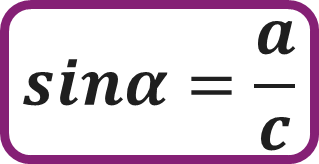 sinα = a/c